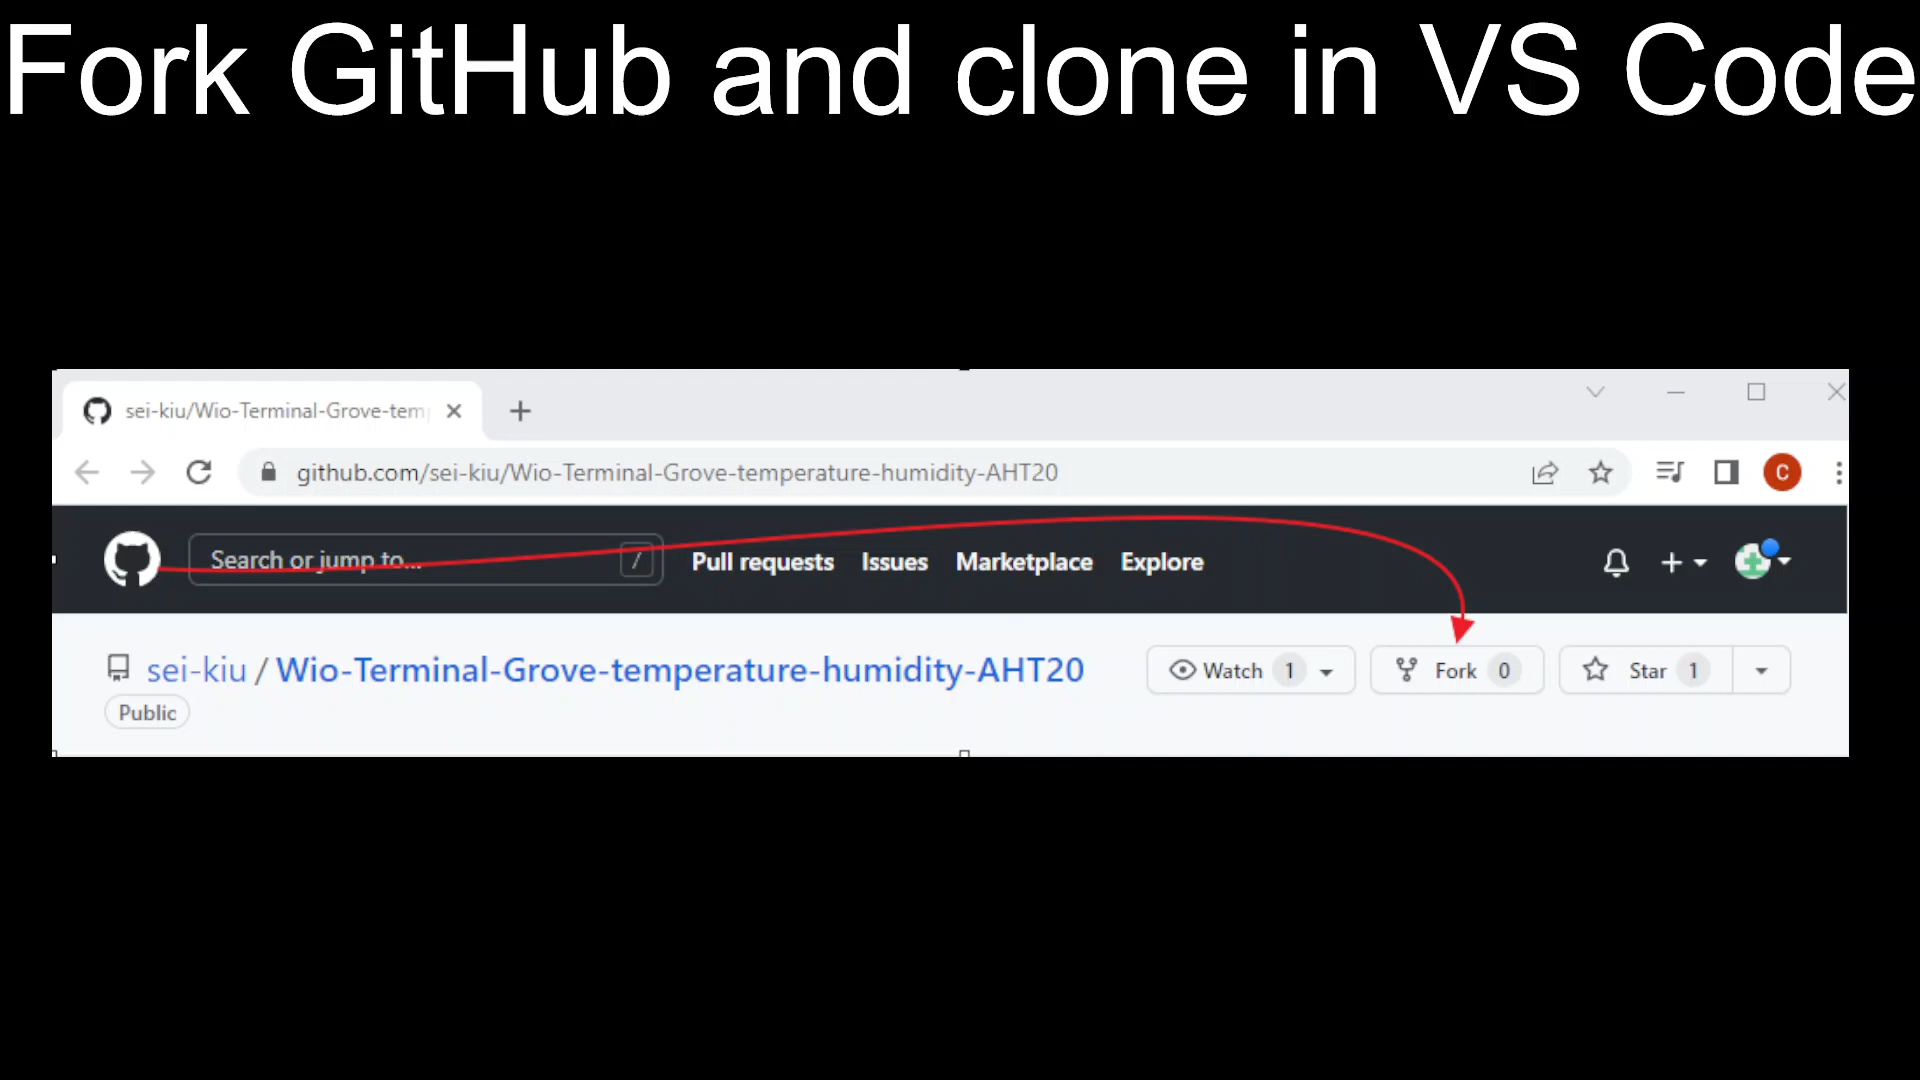 Fork GitHub and clone in VS Code
sei-kiu/Wio-Terminal-Grove-tem
github.com/sei-kiu/Wio-Terminal-Grove-temperature-humidity-AHT20
C
Search or jump to... / Pull requests Issues Marketplace Explore
sei-kiu / Wio-Terminal-Grove-temperature-humidity-AHT20 Watch 1 Fork 0 Star 1
Public